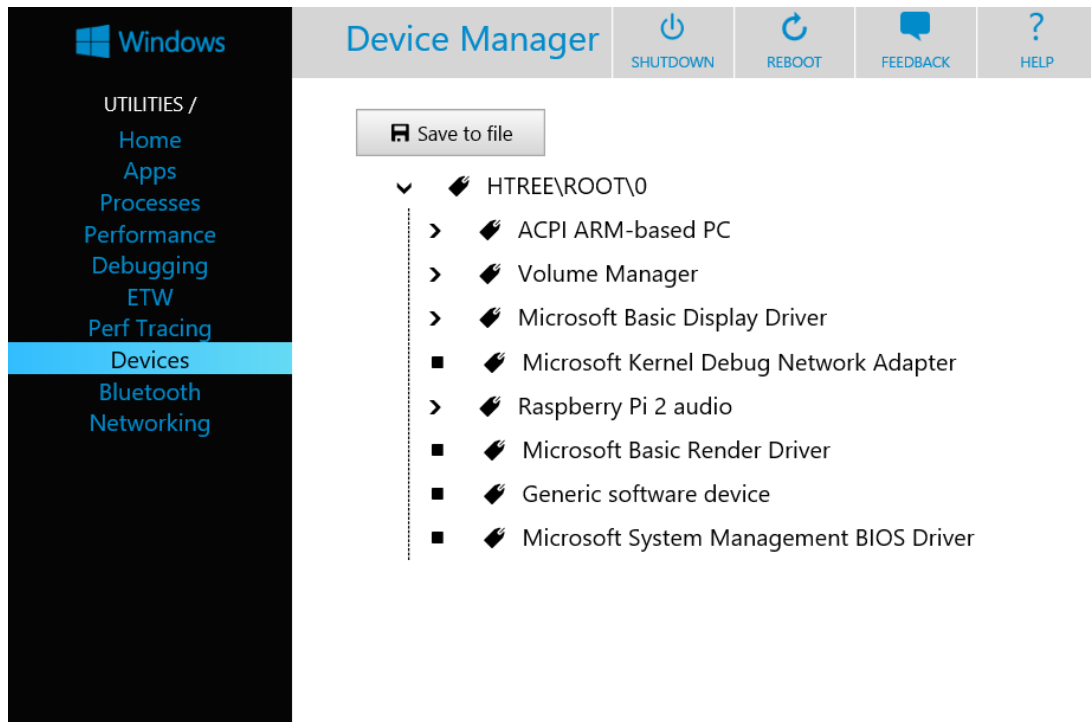 Windows
Device Manager
SHUTDOWN
REBOOT
FEEDBACK
?
HELP
UTILITIES /
Home
Apps
Processes
Performance
Debugging
ETW
Perf Tracing
Devices
Bluetooth
Networking
Save to file
HTREE\ROOT\0
ACPI ARM-based PC
Volume Manager
Microsoft Basic Display Driver
Microsoft Kernel Debug Network Adapter
Raspberry Pi 2 audio
Microsoft Basic Render Driver
Generic software device
Microsoft System Management BIOS Driver